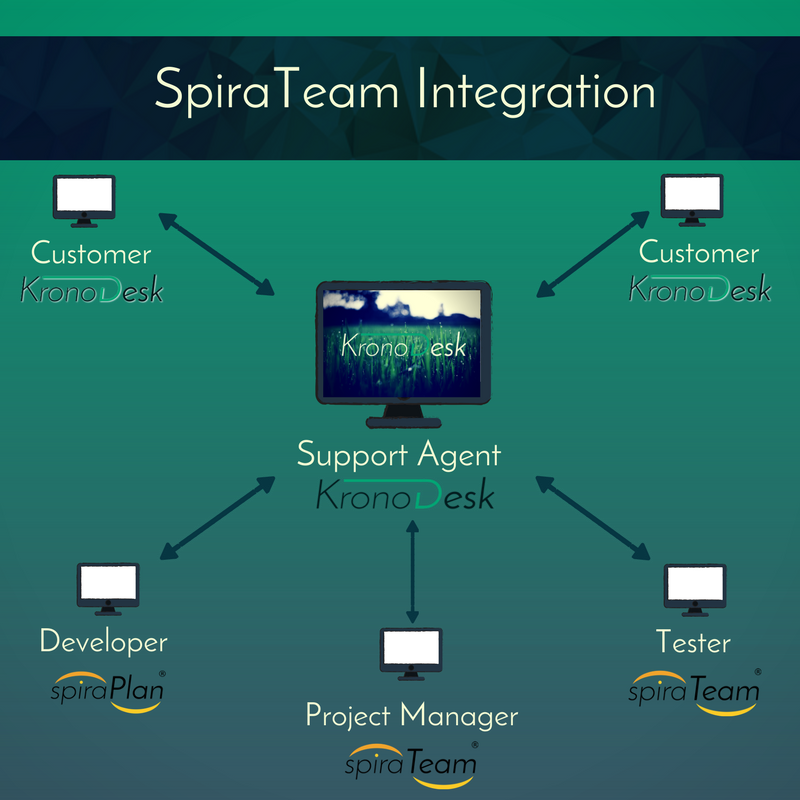 SpiraTeam Integration
Customer
KronoDesk
Customer
KronoDesk
KronoDesk
Support Agent
KronoDesk
Developer
spiraPlan®
Tester
spiraTeam®
Project Manager
spiraTeam®